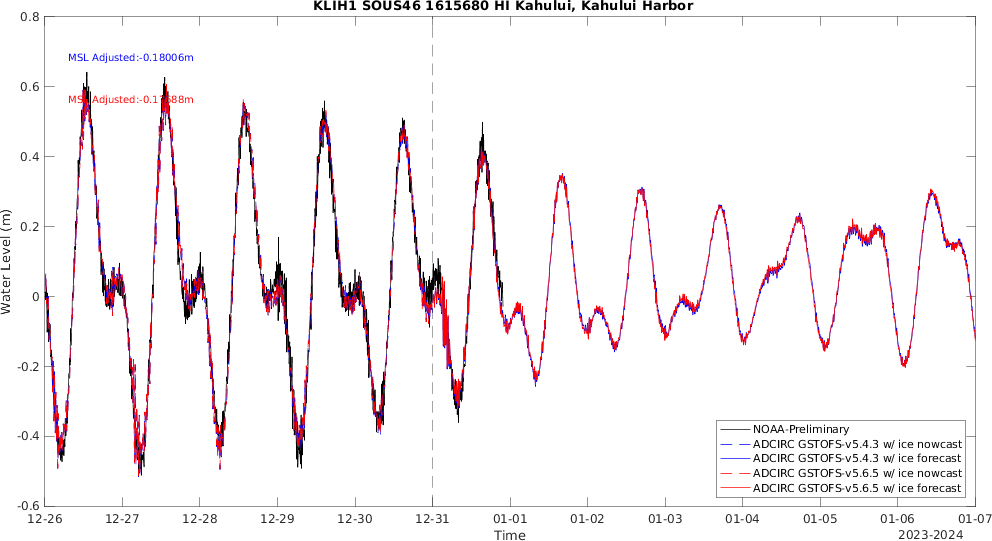 KLIH1 SOUS46 1615680 HI Kahului, Kahului Harbor
0.8
MSL Adjusted:-0.18006m
0.6
MSL Adjusted:-0.17688m
0.4
0.2
0
-0.2
-0.4
-0.6
Water Level (m)
NOAA-Preliminary
ADCIRC GSTOFS-v5.4.3 w/ ice nowcast
ADCIRC GSTOFS-v5.4.3 w/ ice forecast
ADCIRC GSTOFS-v5.6.5 w/ ice nowcast
ADCIRC GSTOFS-v5.6.5 w/ ice forecast
12-26 12-27 12-28 12-29 12-30 12-31 01-01 01-02 01-03 01-04 01-05 01-06 01-07
Time
2023-2024